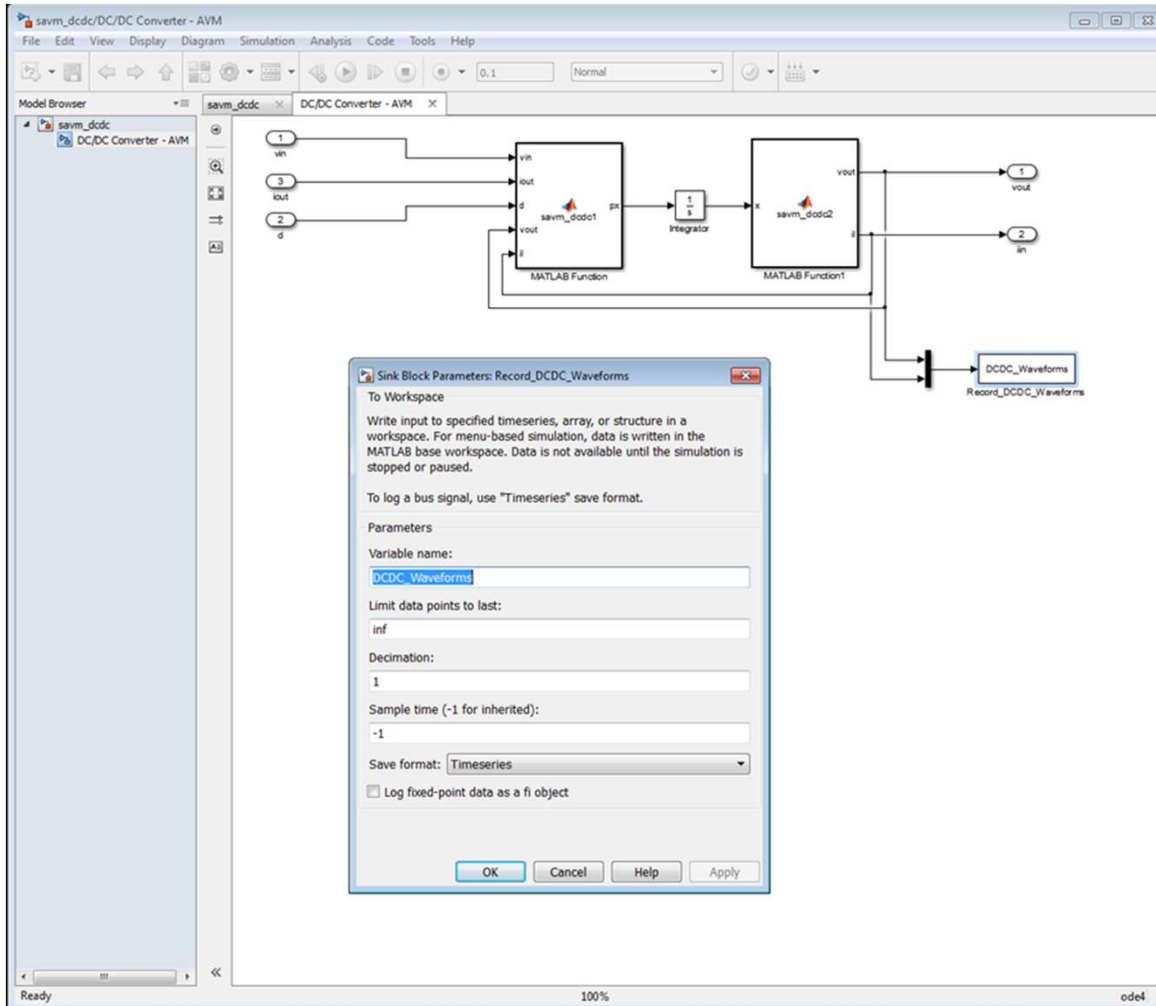 savm_dcdc/DC/DC Converter - AVM
File Edit View Display Diagram Simulation Analysis Code Tools Help
0.1 Normal
Model Browser
savm_dcdc
DC/DC Converter - AVM
savm_dcdc DC/DC Converter - AVM
1
vin
3
iout
2
d
vin
iout
d
vout
il
savm_dcdc1
px
MATLAB Function
1
s
Integrator
x
savm_dcdc2
vout
il
MATLAB Function1
1
vout
2
iin
DCDC_Waveforms
Record_DCDC_Waveforms
Sink Block Parameters: Record_DCDC_Waveforms
To Workspace
Write input to specified timeseries, array, or structure in a
workspace. For menu-based simulation, data is written in the
MATLAB base workspace. Data is not available until the simulation is
stopped or paused.
To log a bus signal, use "Timeseries" save format.
Parameters
Variable name:
DCDC_Waveforms
Limit data points to last:
inf
Decimation:
1
Sample time (-1 for inherited):
-1
Save format: Timeseries
Log fixed-point data as a fi object
OK Cancel Help Apply
Ready 100% ode4